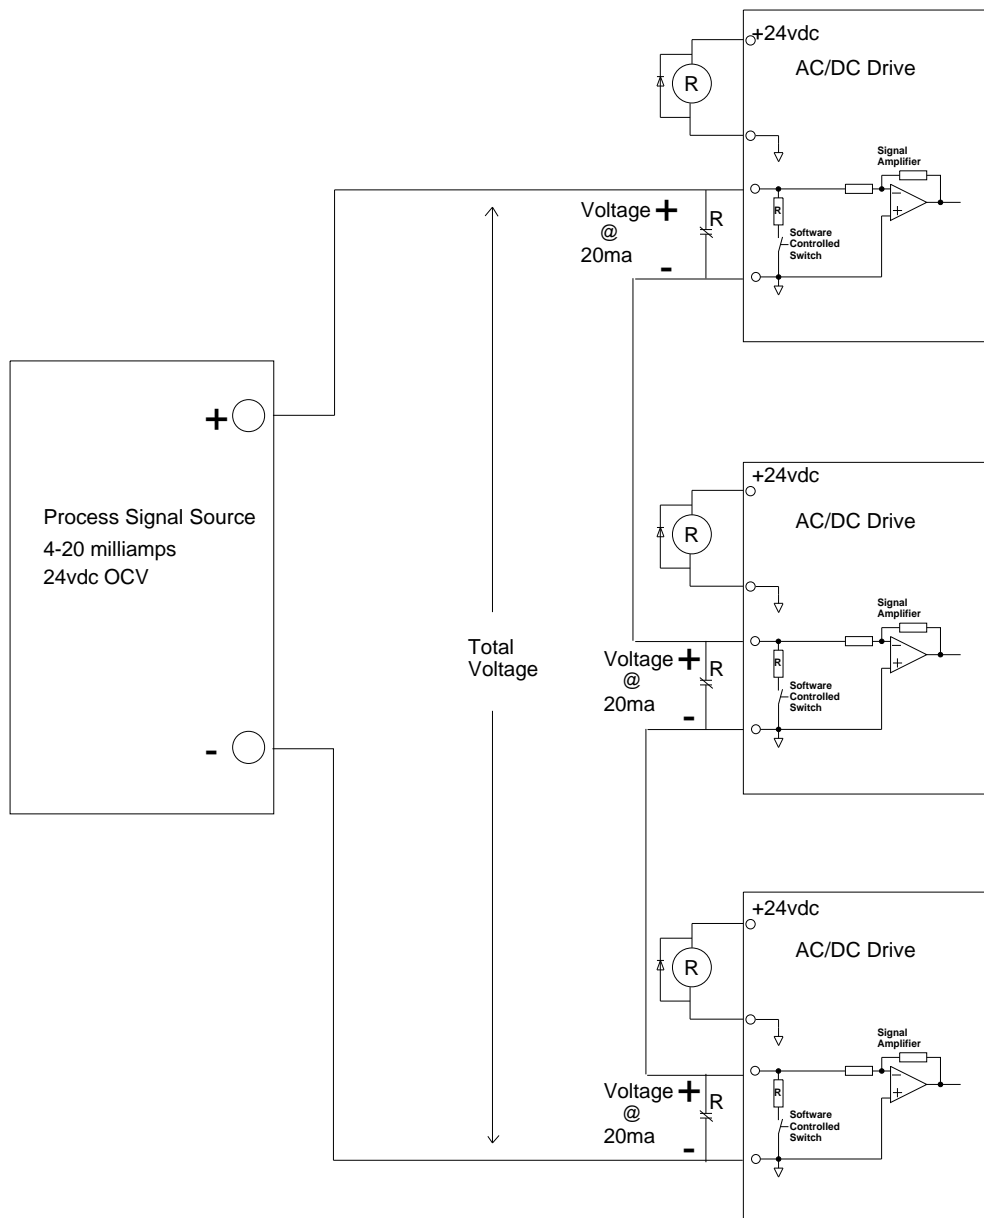 +24vdc
AC/DC Drive
R
Signal
Amplifier
-
+
R
Software
Controlled
Switch
Voltage +
@
20ma
-
R
+
Process Signal Source
4-20 milliamps
24vdc OCV
-
Total
Voltage
+24vdc
AC/DC Drive
R
Signal
Amplifier
-
+
R
Software
Controlled
Switch
Voltage +
@
20ma
-
R
+24vdc
AC/DC Drive
R
Signal
Amplifier
-
+
R
Software
Controlled
Switch
Voltage +
@
20ma
-
R